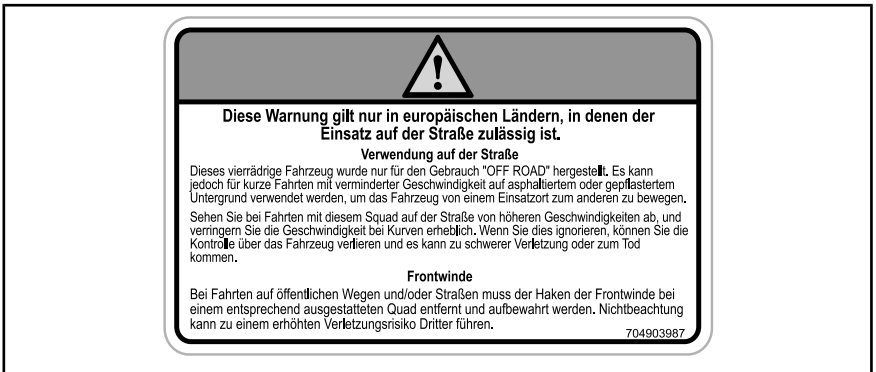 Diese Warnung gilt nur in europäischen Ländern, in denen der
Einsatz auf der Straße zulässig ist.
Verwendung auf der Straße
Dieses vierrädrige Fahrzeug wurde nur für den Gebrauch "OFF ROAD" hergestellt. Es kann
jedoch für kurze Fahrten mit verminderter Geschwindigkeit auf asphaltiertem oder gepflastertem
Untergrund verwendet werden, um das Fahrzeug von einem Einsatzort zum anderen zu bewegen.
Sehen Sie bei Fahrten mit diesem Squad auf der Straße von höheren Geschwindigkeiten ab, und
verringern Sie die Geschwindigkeit bei Kurven erheblich. Wenn Sie dies ignorieren, können Sie die
Kontrolle über das Fahrzeug verlieren und es kann zu schwerer Verletzung oder zum Tod
kommen.
Frontwinde
Bei Fahrten auf öffentlichen Wegen und/oder Straßen muss der Haken der Frontwinde bei
einem entsprechend ausgestatteten Quad entfernt und aufbewahrt werden. Nichtbeachtung
kann zu einem erhöhten Verletzungsrisiko Dritter führen.
704903987